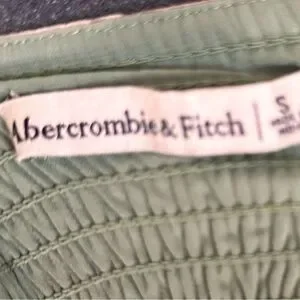 Abercrombie & Fitch | S